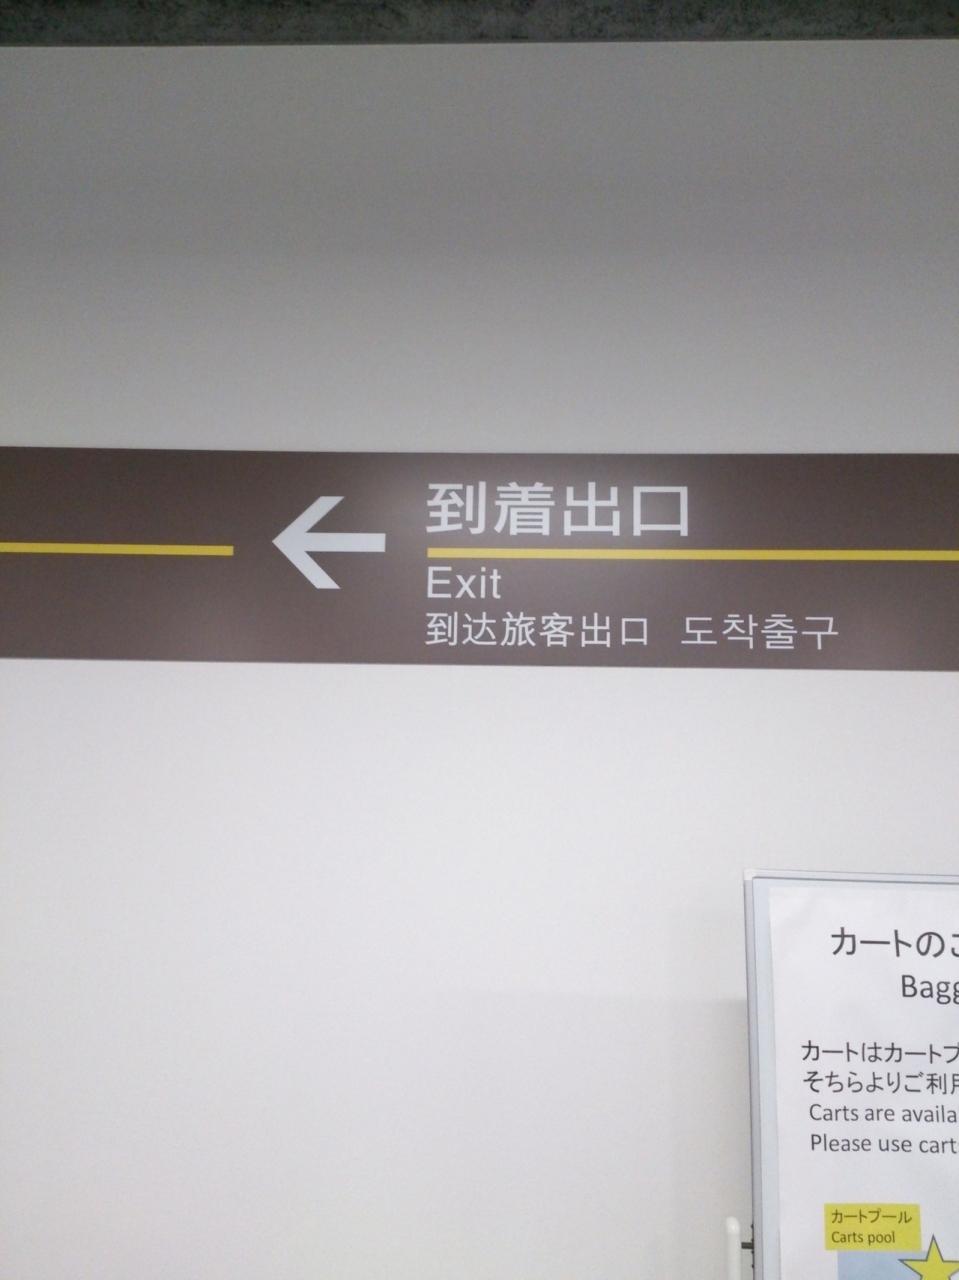 到着出口
Exit
到达旅客出口 도착출구
カートのご
Bagg
カートはカートプ
そちらよりご利用
Carts are availa
Please use cart
カートプール
Carts pool